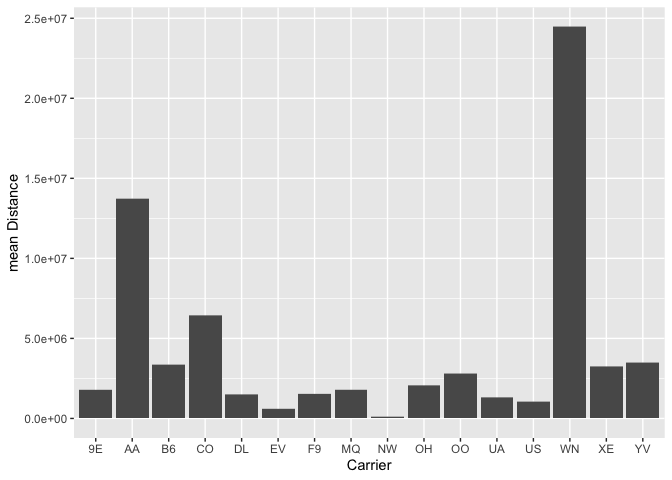 2.5e+07
2.0e+07
1.5e+07
1.0e+07
5.0e+06
0.0e+00
mean Distance
9E AA B6 CO DL EV F9 MQ NW OH OO UA US WN XE YV
Carrier